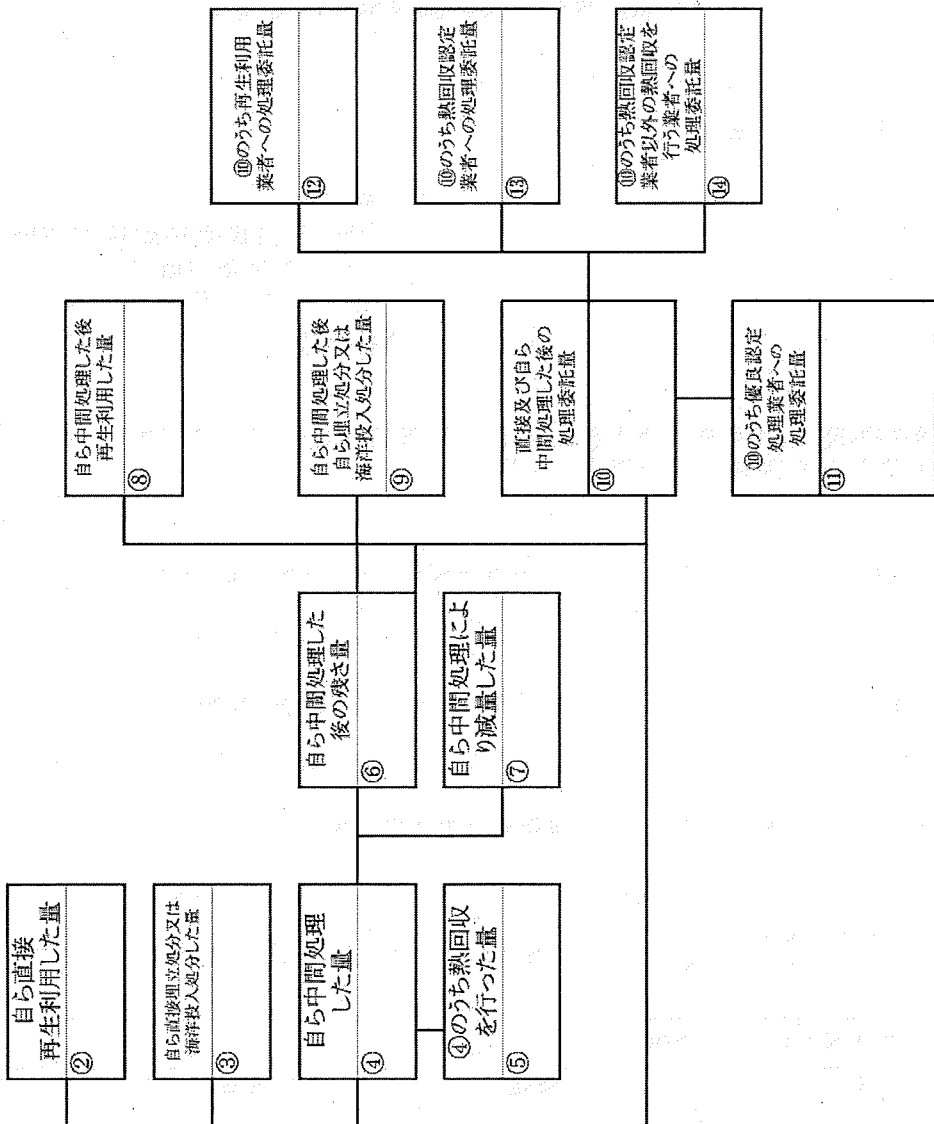 自ら直接
再生利用した量
②
自ら直接埋立処分又は
海洋投入処分した量
③
自ら中間処理
した量
④
④のうち熱回収
を行った量
⑤
自ら中間処理した
後の残さ量
⑥
自ら中間処理によ
り減量した量
⑦
自ら中間処理した後
再生利用した量
⑧
自ら中間処理した後
自ら埋立処分又は
海洋投入処分した量
⑨
直接及び自ら
中間処理した後の
処理委託量
⑩
⑩のうち優良認定
処理業者への
処理委託量
⑪
⑩のうち再生利用
業者への処理委託量
⑫
⑩のうち熱回収認定
業者への処理委託量
⑬
⑩のうち熱回収認定
業者以外の熱回収を
行う業者への
処理委託量
⑭